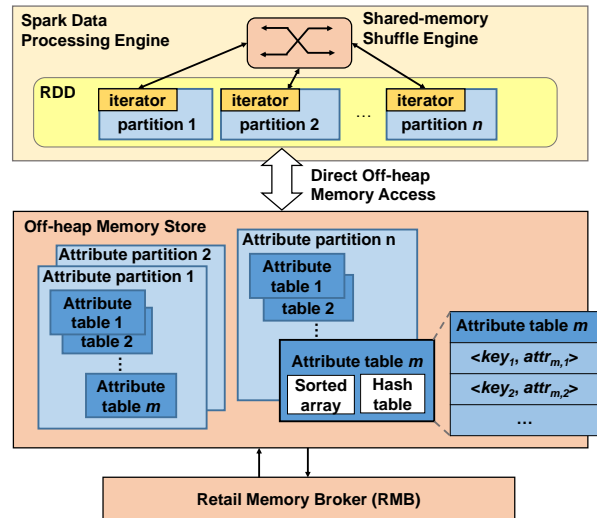 Spark Data
Processing Engine
Shared-memory
Shuffle Engine
RDD
iterator
partition 1
iterator
partition 2
...
iterator
partition n
Direct Off-heap
Memory Access
Off-heap Memory Store
Attribute partition 2
Attribute partition 1
Attribute
table 1
table 2
⋮
Attribute
table m
Attribute partition n
Attribute
table 1
table 2
⋮
Attribute table m
Sorted
array
Hash
table
Attribute table m
<key1, attrm,1>
<key2, attrm,2>
...
Retail Memory Broker (RMB)